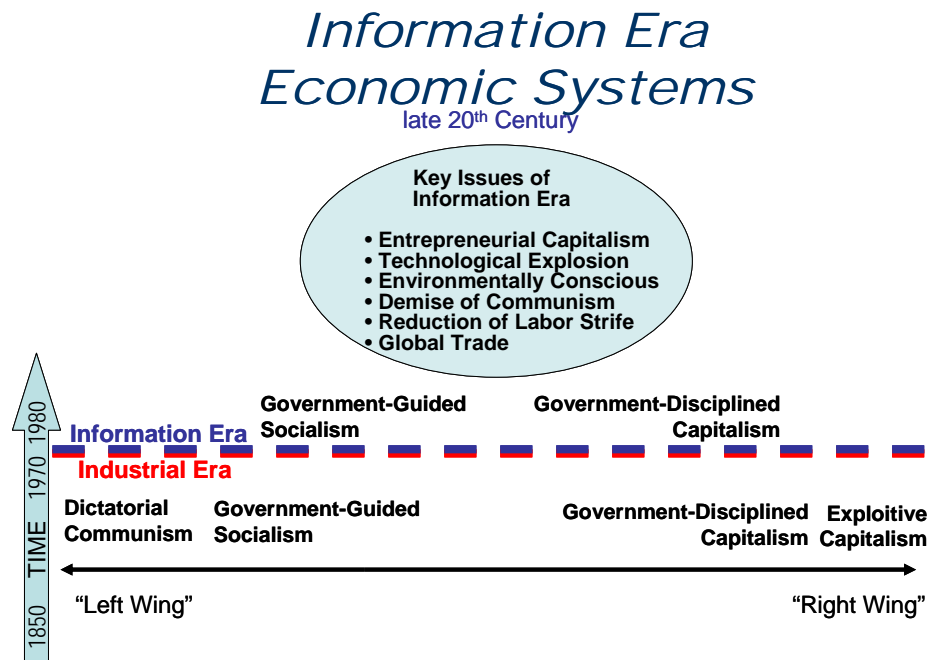 Information Era
Economic Systems
late 20th Century
Key Issues of
Information Era
• Entrepreneurial Capitalism
• Technological Explosion
• Environmentally Conscious
• Demise of Communism
• Reduction of Labor Strife
• Global Trade
Government-Guided
Socialism
Government-Disciplined
Capitalism
Information Era
Industrial Era
Dictatorial
Communism
Government-Guided
Socialism
Government-Disciplined
Capitalism
Exploitive
Capitalism
“Left Wing”
“Right Wing”
1850 TIME 1970 1980